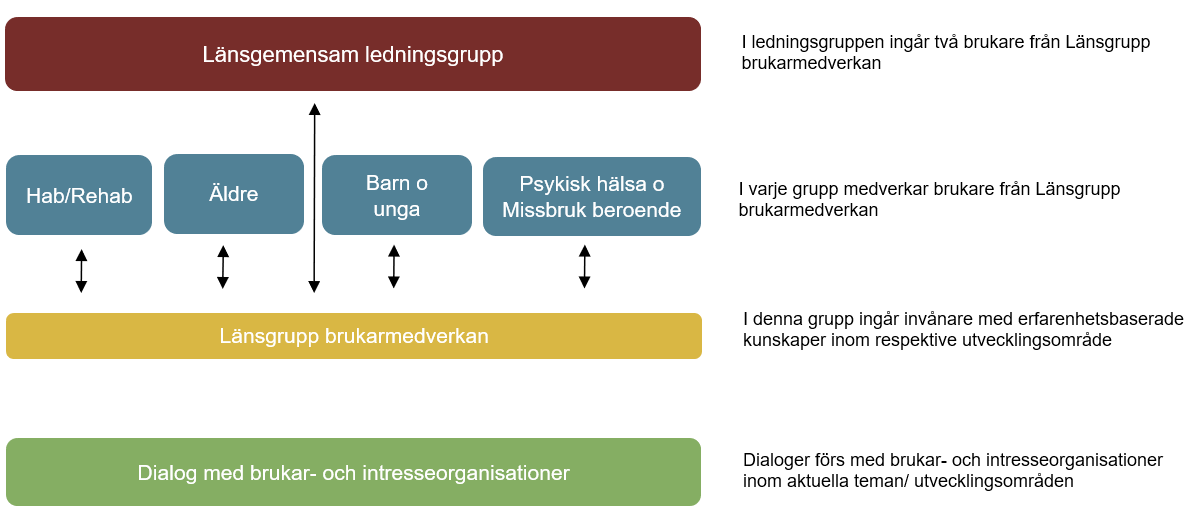 Länsgemensam ledningsgrupp
I ledningsgruppen ingår två brukare från Länsgrupp
brukarmedverkan
Hab/Rehab
Äldre
Barn o
unga
Psykisk hälsa o
Missbruk beroende
I varje grupp medverkar brukare från Länsgrupp
brukarmedverkan
Länsgrupp brukarmedverkan
I denna grupp ingår invånare med erfarenhetsbaserade
kunskaper inom respektive utvecklingsområde
Dialog med brukar- och intresseorganisationer
Dialoger förs med brukar- och intresseorganisationer
inom aktuella teman/ utvecklingsområden